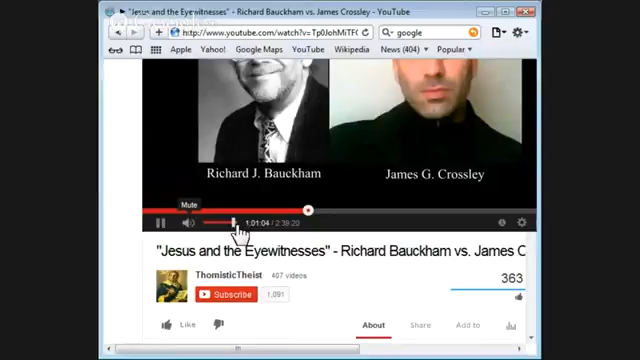 "Jesus and the Eyewitnesses" - Richard Bauckham vs. James Crossley - YouTube
http://www.youtube.com/watch?v=Tp0JohMiTF
google
Apple Yahoo! Google Maps YouTube Wikipedia News (404) Popular
Richard J. Bauckham James G. Crossley
Mute
1:01:04 / 2:39:20
"Jesus and the Eyewitnesses" - Richard Bauckham vs. James C
ThomisticTheist 407 videos
Subscribe 1,091
363
Like About Share Add to